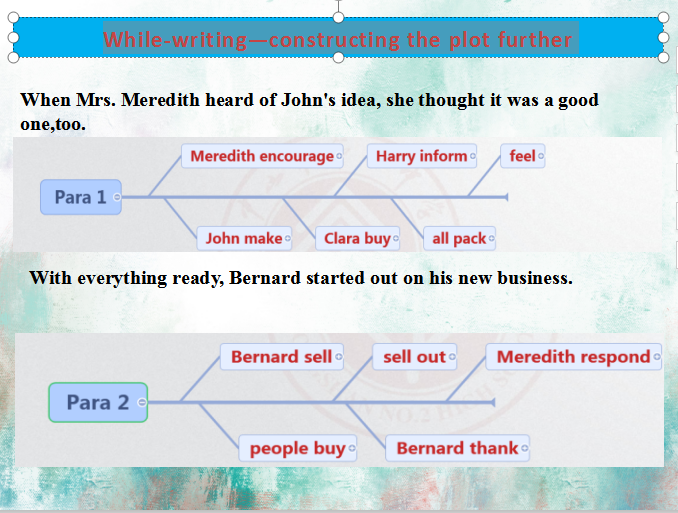 While-writing—constructing the plot further
When Mrs. Meredith heard of John's idea, she thought it was a good
one,too.
Meredith encourage
Harry inform
feel
Para 1
John make
Clara buy
all pack
With everything ready, Bernard started out on his new business.
Bernard sell
sell out
Meredith respond
Para 2
people buy
Bernard thank